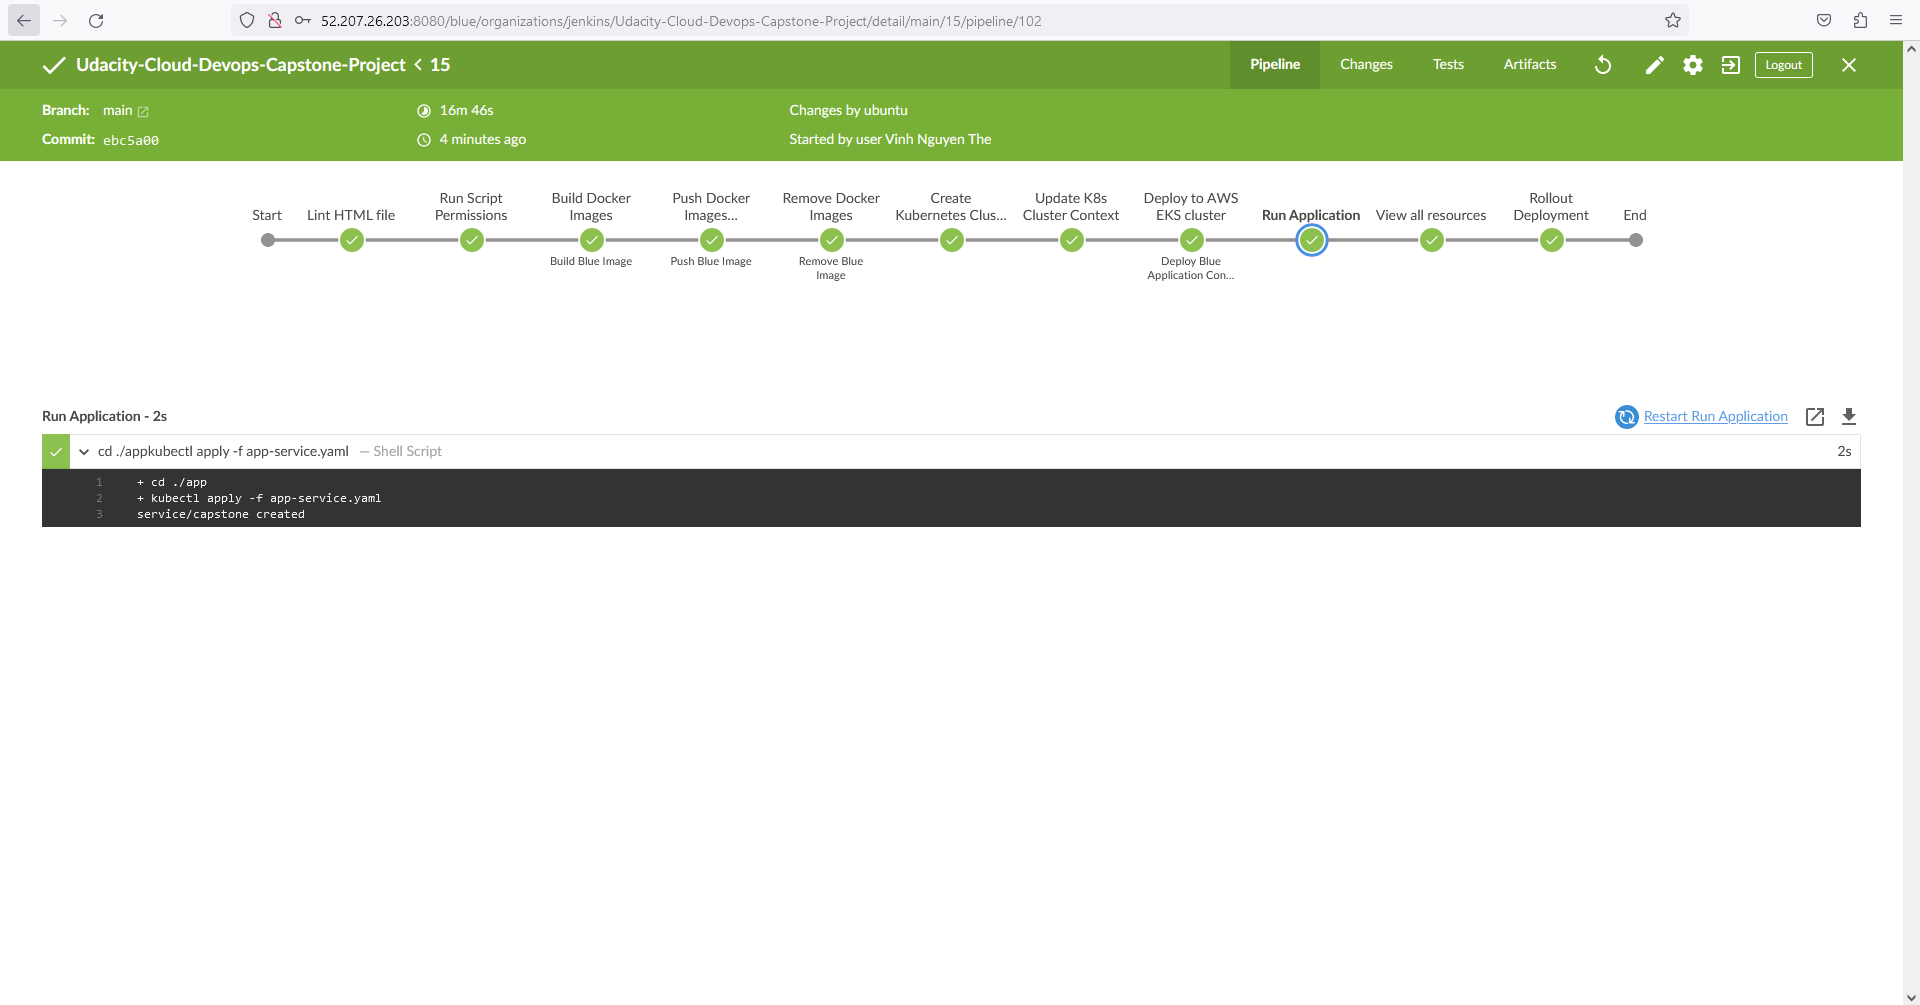 52.207.26.203:8080/blue/organizations/jenkins/Udacity-Cloud-Devops-Capstone-Project/detail/main/15/pipeline/102
Udacity-Cloud-Devops-Capstone-Project < 15
Pipeline
Changes
Tests
Artifacts
Logout
Branch: main
16m 46s
Changes by ubuntu
Commit: ebc5a00
4 minutes ago
Started by user Vinh Nguyen The
Start
Lint HTML file
Run Script
Permissions
Build Docker
Images
Push Docker
Images...
Remove Docker
Images
Create
Kubernetes Clus...
Update K8s
Cluster Context
Deploy to AWS
EKS cluster
Run Application
View all resources
Rollout
Deployment
End
Build Blue Image
Push Blue Image
Remove Blue
Image
Deploy Blue
Application Con...
Run Application - 2s
Restart Run Application
cd ./appkubectl apply -f app-service.yaml — Shell Script
2s
1 + cd ./app
2 + kubectl apply -f app-service.yaml
3 service/capstone created